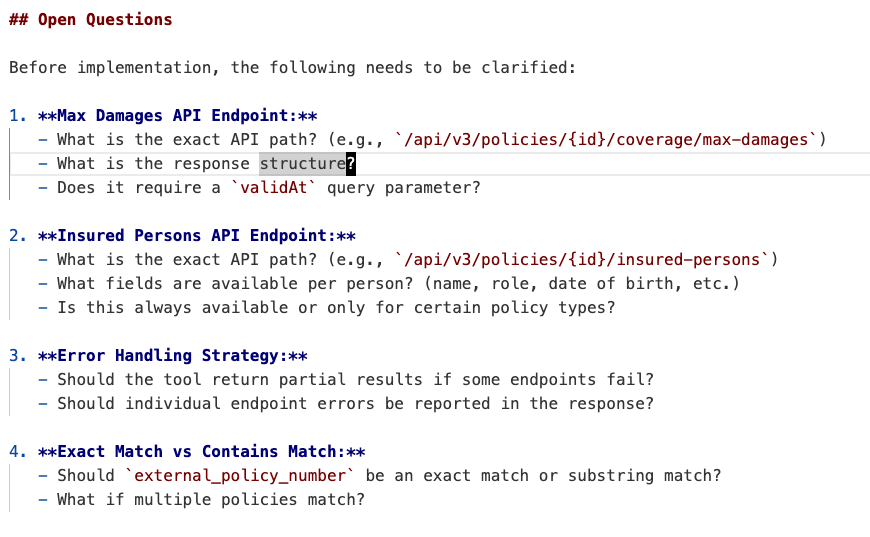 ## Open Questions
Before implementation, the following needs to be clarified:
1. **Max Damages API Endpoint:**
- What is the exact API path? (e.g., `/api/v3/policies/{id}/coverage/max-damages`)
- What is the response structure?
- Does it require a `validAt` query parameter?
2. **Insured Persons API Endpoint:**
- What is the exact API path? (e.g., `/api/v3/policies/{id}/insured-persons`)
- What fields are available per person? (name, role, date of birth, etc.)
- Is this always available or only for certain policy types?
3. **Error Handling Strategy:**
- Should the tool return partial results if some endpoints fail?
- Should individual endpoint errors be reported in the response?
4. **Exact Match vs Contains Match:**
- Should `external_policy_number` be an exact match or substring match?
- What if multiple policies match?